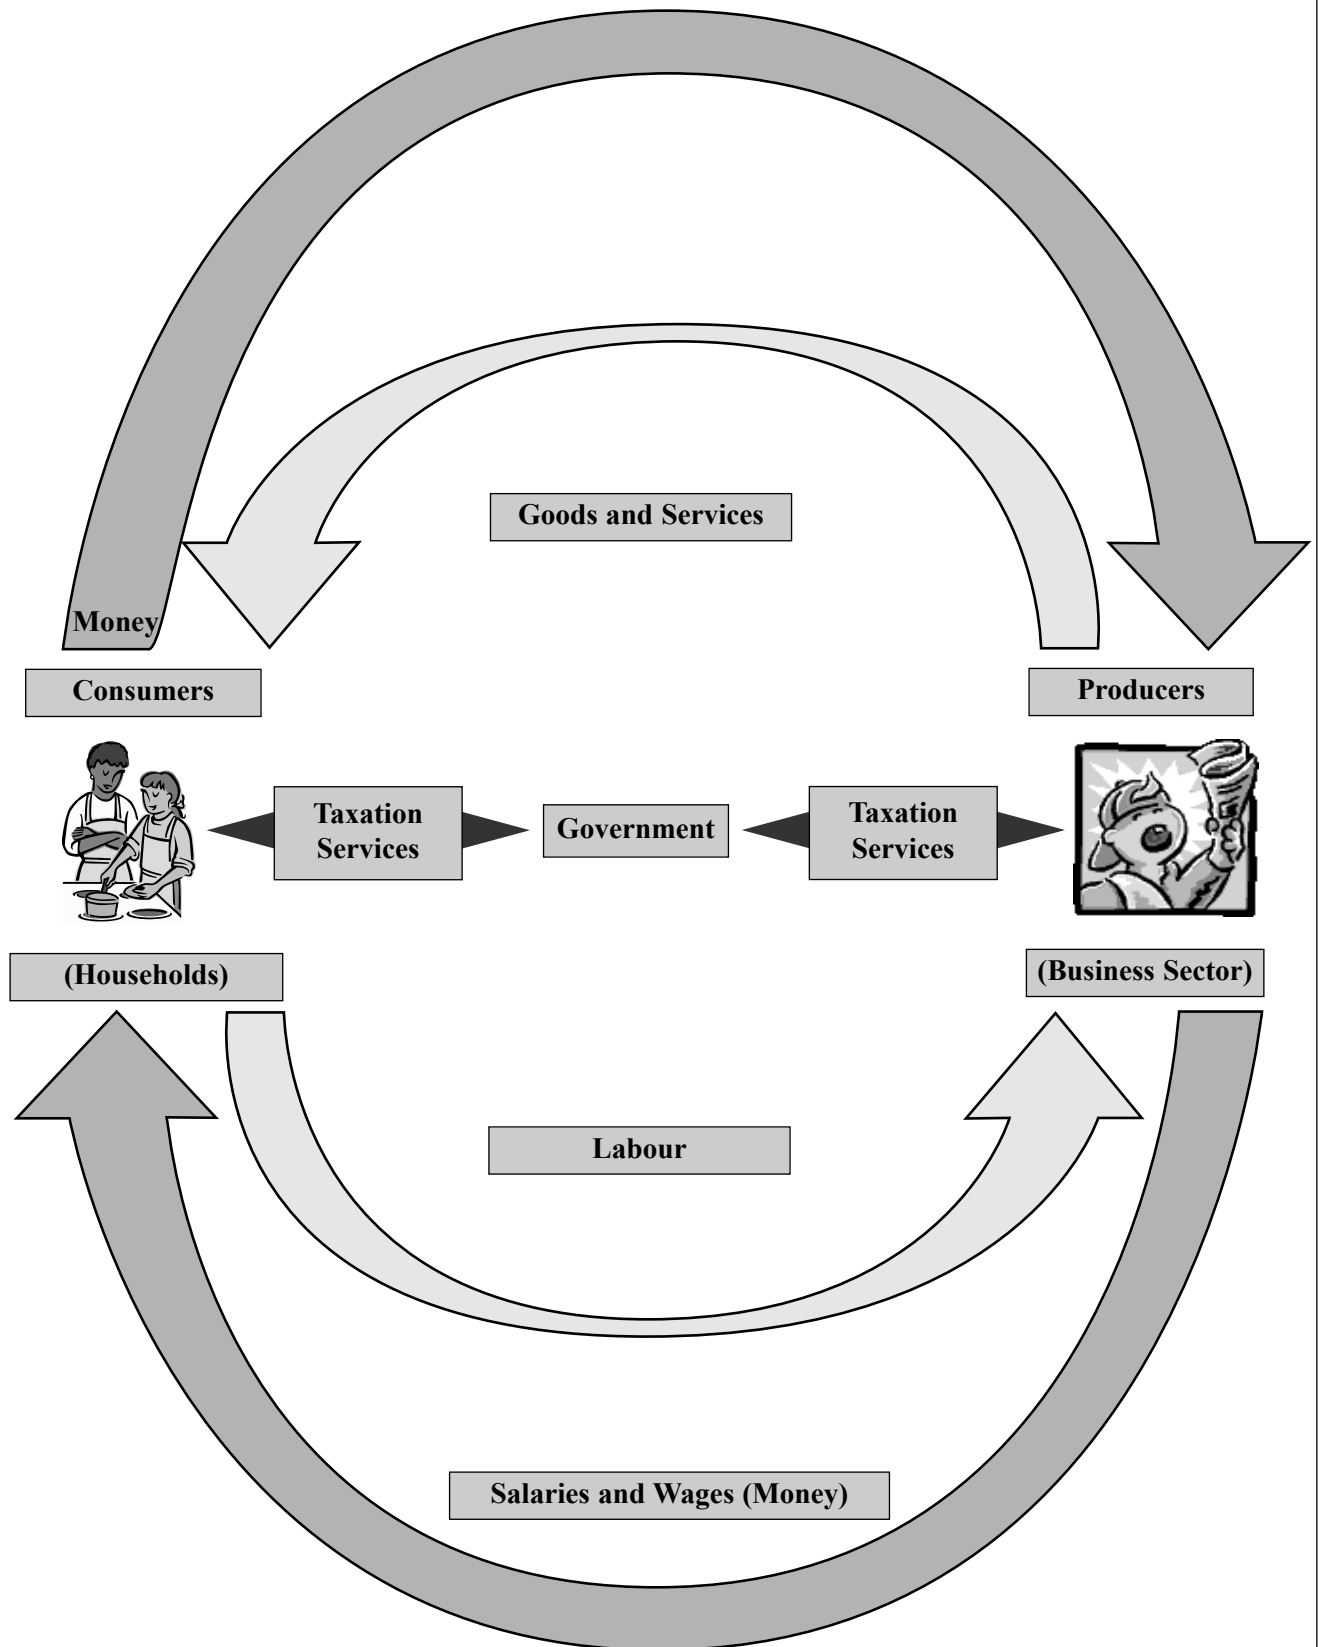 Goods and Services
Money
Consumers
Producers
Taxation
Services
Government
Taxation
Services
(Households)
(Business Sector)
Labour
Salaries and Wages (Money)